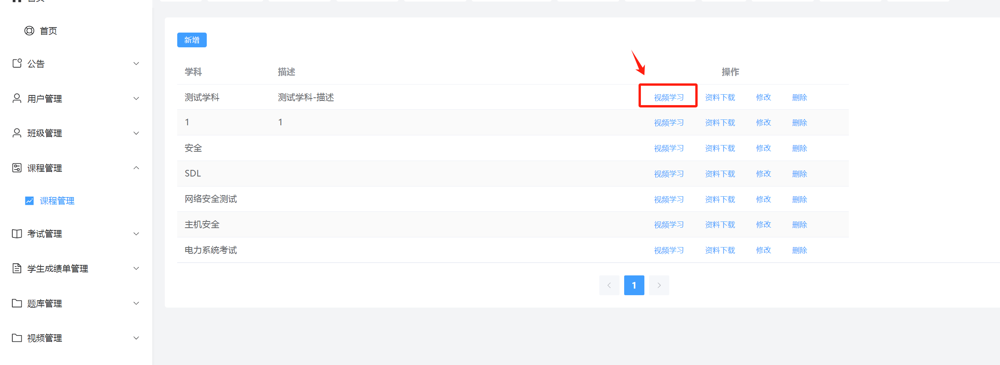 首页
首页
公告
用户管理
班级管理
课程管理
课程管理
考试管理
学生成绩单管理
题库管理
视频管理
新增
学科 描述 操作
测试学科 测试学科-描述 视频学习 资料下载 修改 删除
1 1 视频学习 资料下载 修改 删除
安全 视频学习 资料下载 修改 删除
SDL 视频学习 资料下载 修改 删除
网络安全测试 视频学习 资料下载 修改 删除
主机安全 视频学习 资料下载 修改 删除
电力系统考试 视频学习 资料下载 修改 删除
1